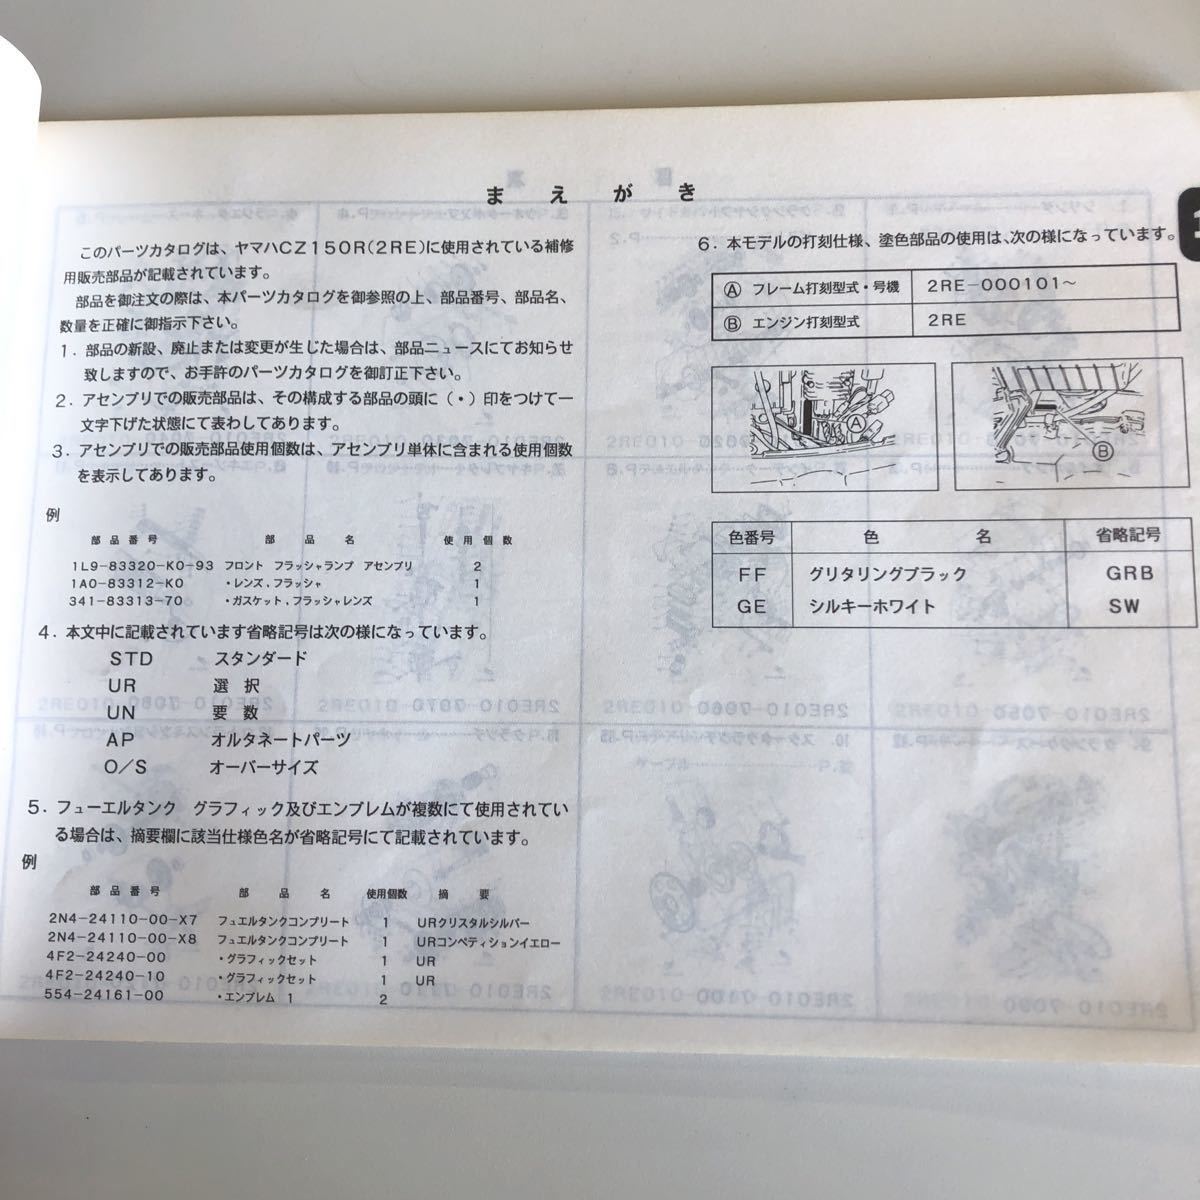 まえがき
このパーツカタログは、ヤマハCZ150R(2RE)に使用されている補修
用販売部品が記載されています。
部品を御注文の際は、本パーツカタログを御参照の上、部品番号、部品名、
数量を正確に御指示下さい。
1．部品の新設、廃止または変更が生じた場合は、部品ニュースにてお知らせ
致しますので、お手許のパーツカタログを御訂正下さい。
2．アセンブリでの販売部品は、その構成する部品の頭に(・)印をつけて一
文字下げた状態にて表わしてあります。
3．アセンブリでの販売部品使用個数は、アセンブリ単体に含まれる使用個数
を表示してあります。
例
部品番号 部品名 使用個数
1L9-83320-K0-93 フロント フラッシャランプ アセンブリ 2
1A0-83312-K0 ・レンズ,フラッシャ 1
341-83313-70 ・ガスケット,フラッシャレンズ 1
4．本文中に記載されています省略記号は次の様になっています。
STD スタンダード
UR 選択
UN 要数
AP オルタネートパーツ
O/S オーバーサイズ
5．フューエルタンク グラフィック及びエンブレムが複数にて使用されてい
る場合は、摘要欄に該当仕様色名が省略記号にて記載されています。
例
部品番号 部品名 使用個数 摘要
2N4-24110-00-X7 フュエルタンクコンプリート 1 URクリスタルシルバー
2N4-24110-00-X8 フュエルタンクコンプリート 1 URコンペティションイエロー
4F2-24240-00 ・グラフィックセット 1 UR
4F2-24240-10 ・グラフィックセット 1 UR
554-24161-00 ・エンブレム 1 2
6．本モデルの打刻仕様、塗色部品の使用は、次の様になっています。
Ⓐ フレーム打刻型式・号機 2RE-000101～
Ⓑ エンジン打刻型式 2RE
Ⓐ
Ⓑ
色番号 色名 省略記号
FF グリタリングブラック GRB
GE シルキーホワイト SW